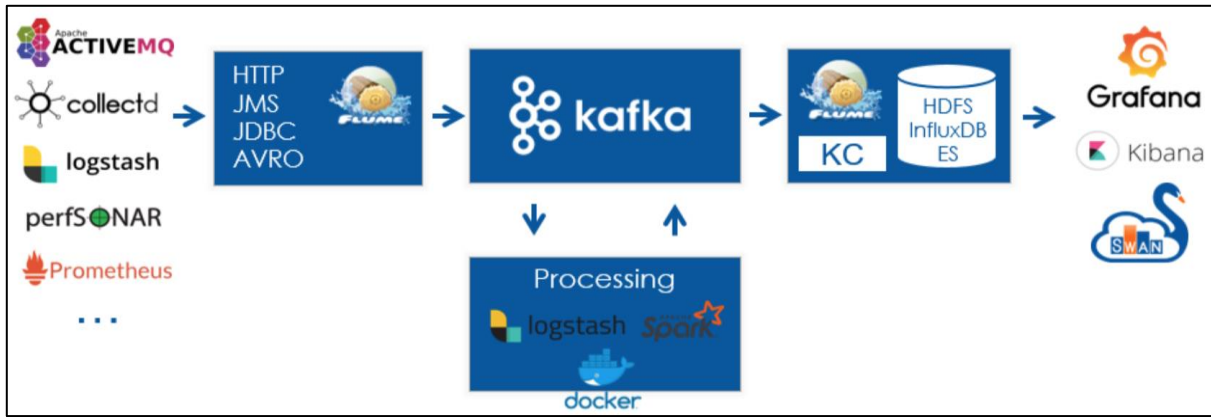 Apache
ACTIVEMQ
collectd
logstash
perfSONAR
Prometheus
...
HTTP
JMS
JDBC
AVRO
FLUME
kafka
Processing
logstash
APACHE
Spark
docker
FLUME
KC
HDFS
InfluxDB
ES
Grafana
Kibana
SWAN